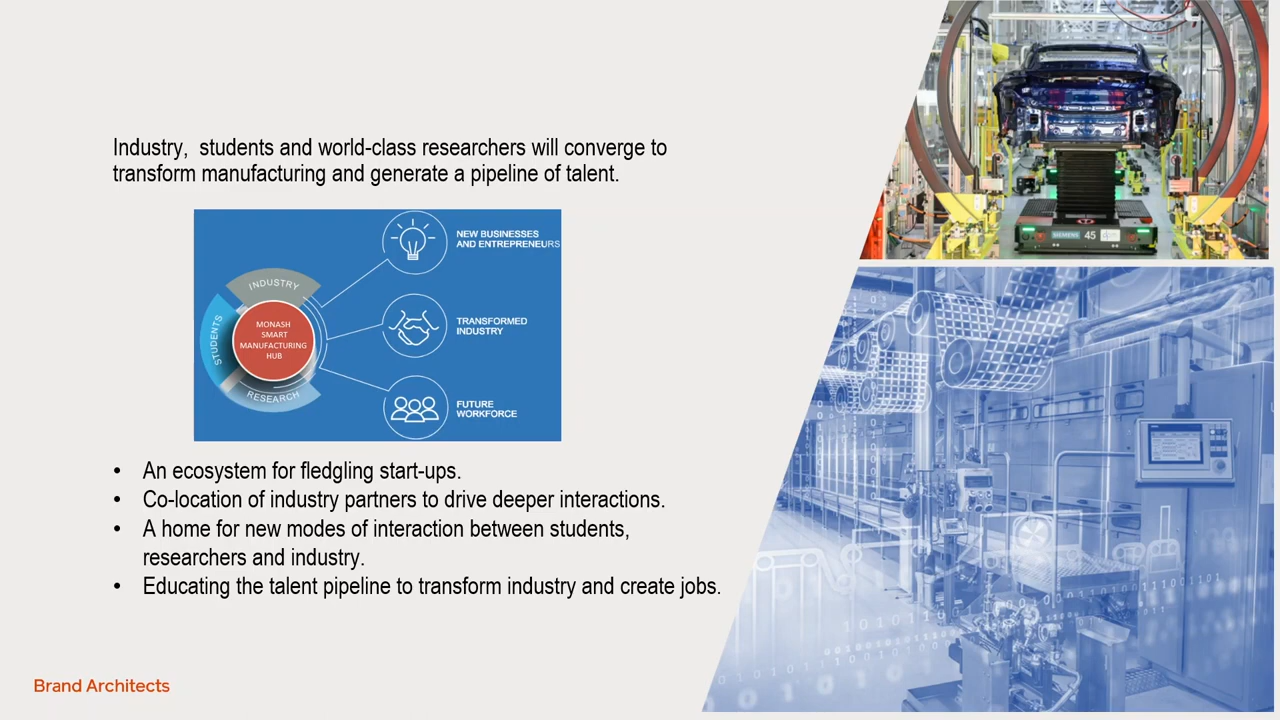 Industry,  students and world-class researchers will converge to
transform manufacturing and generate a pipeline of talent.
INDUSTRY
STUDENTS
RESEARCH
MONASH
SMART
MANUFACTURING
HUB
NEW BUSINESSES
AND ENTREPRENEURS
TRANSFORMED
INDUSTRY
FUTURE
WORKFORCE
• An ecosystem for fledgling start-ups.
• Co-location of industry partners to drive deeper interactions.
• A home for new modes of interaction between students,
researchers and industry.
• Educating the talent pipeline to transform industry and create jobs.
Brand Architects
SIEMENS 45